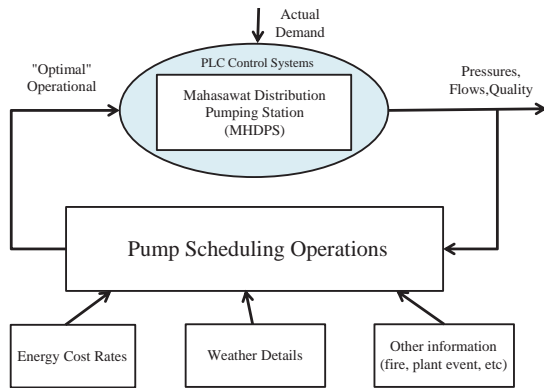 Actual
Demand
PLC Control Systems
"Optimal"
Operational
Mahasawat Distribution
Pumping Station
(MHDPS)
Pressures,
Flows,Quality
Pump Scheduling Operations
Energy Cost Rates
Weather Details
Other information
(fire, plant event, etc)